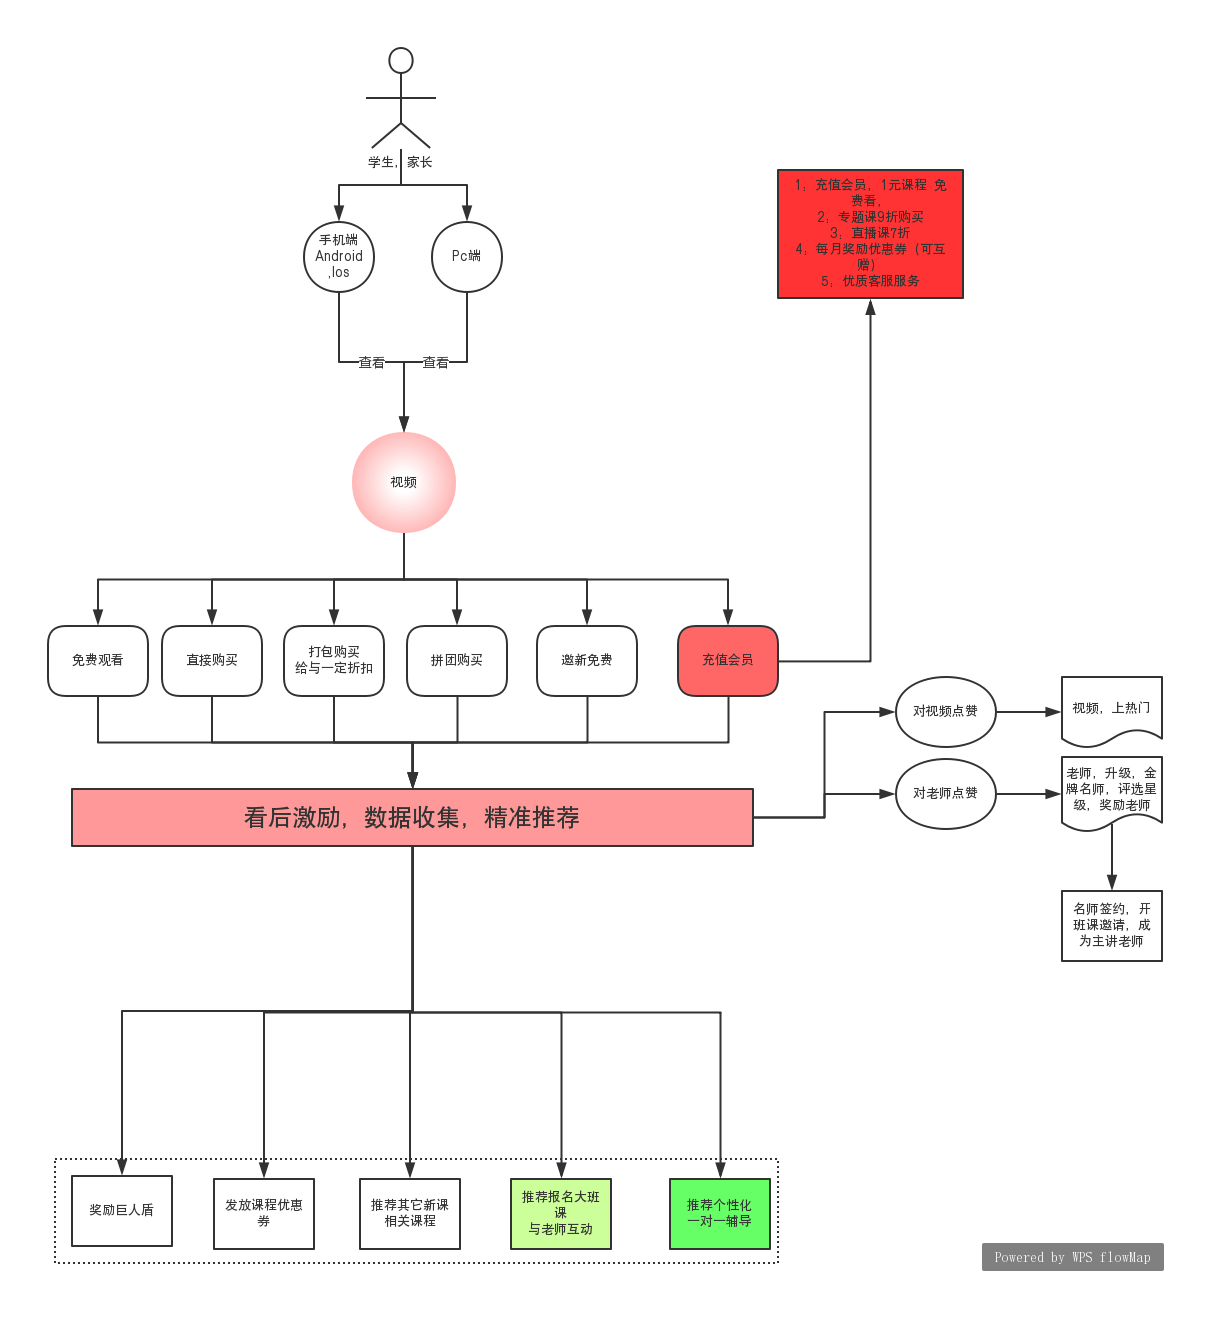 学生，家长
手机端
Android
,Ios
Pc端
1；充值会员，1元课程 免
费看，
2；专题课9折购买
3；直播课7折
4；每月奖励优惠券（可互
赠）
5；优质客服服务
查看
查看
视频
免费观看
直接购买
打包购买
给与一定折扣
拼团购买
邀新免费
充值会员
对视频点赞
视频，上热门
对老师点赞
老师，升级，金
牌名师，评选星
级，奖励老师
看后激励，数据收集，精准推荐
名师签约，开
班课邀请，成
为主讲老师
奖励巨人盾
发放课程优惠
券
推荐其它新课
相关课程
推荐报名大班
课
与老师互动
推荐个性化
一对一辅导
Powered by WPS flowMap